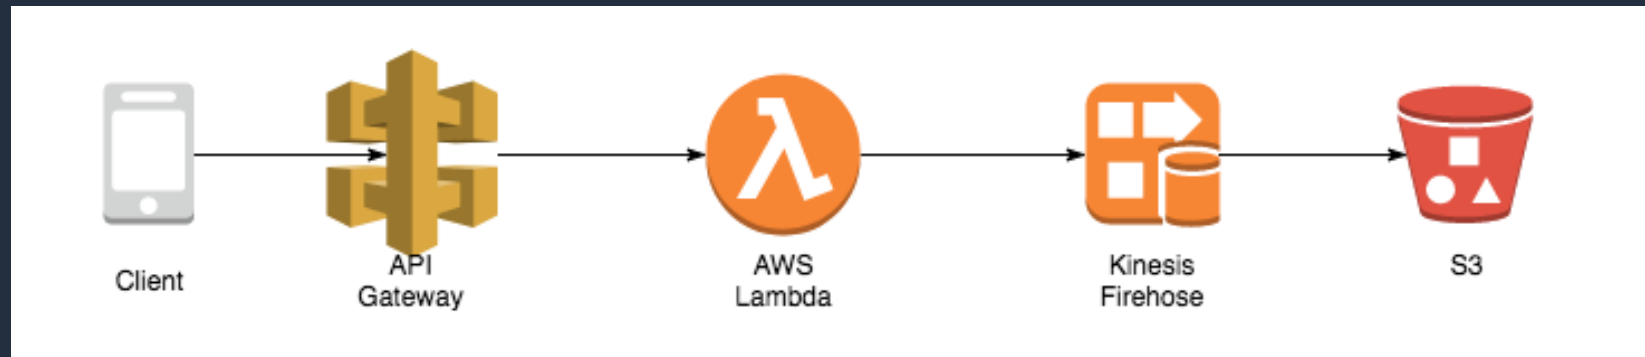 Client
API
Gateway
AWS
Lambda
Kinesis
Firehose
S3